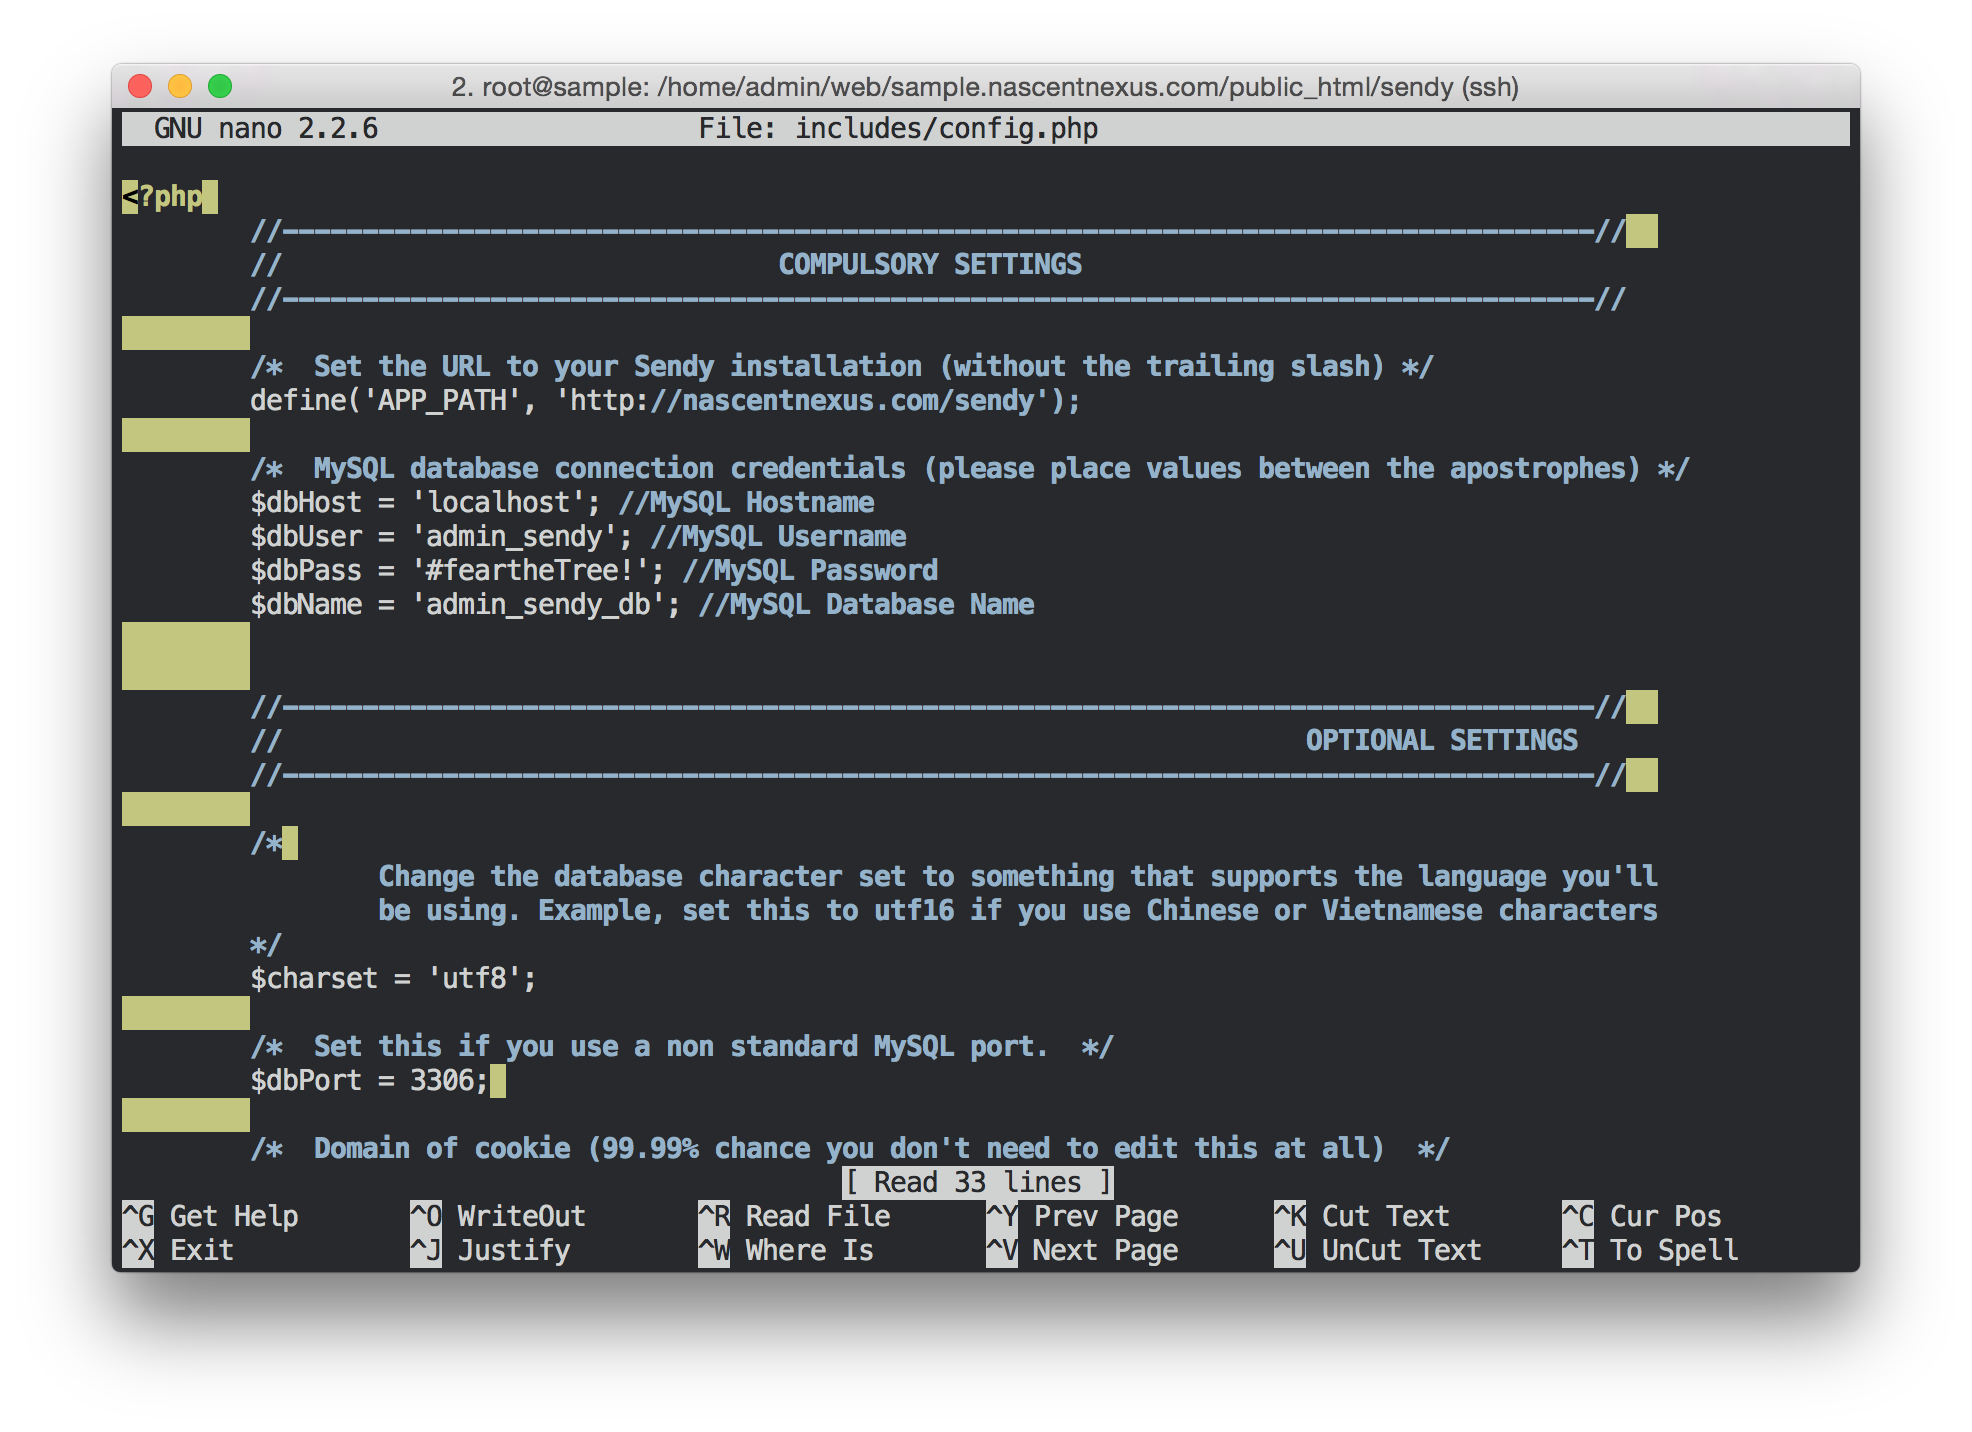 2. root@sample: /home/admin/web/sample.nascentnexus.com/public_html/sendy (ssh)
GNU nano 2.2.6 File: includes/config.php
<?php
//----------------------------------------------------------------------------------//
// COMPULSORY SETTINGS
//----------------------------------------------------------------------------------//
/* Set the URL to your Sendy installation (without the trailing slash) */
define('APP_PATH', 'http://nascentnexus.com/sendy');
/* MySQL database connection credentials (please place values between the apostrophes) */
$dbHost = 'localhost'; //MySQL Hostname
$dbUser = 'admin_sendy'; //MySQL Username
$dbPass = '#feartheTree!'; //MySQL Password
$dbName = 'admin_sendy_db'; //MySQL Database Name
//----------------------------------------------------------------------------------//
// OPTIONAL SETTINGS
//----------------------------------------------------------------------------------//
/*
Change the database character set to something that supports the language you'll
be using. Example, set this to utf16 if you use Chinese or Vietnamese characters
*/
$charset = 'utf8';
/* Set this if you use a non standard MySQL port. */
$dbPort = 3306;
/* Domain of cookie (99.99% chance you don't need to edit this at all) */
[ Read 33 lines ]
^G Get Help ^O WriteOut ^R Read File ^Y Prev Page ^K Cut Text ^C Cur Pos
^X Exit ^J Justify ^W Where Is ^V Next Page ^U UnCut Text ^T To Spell